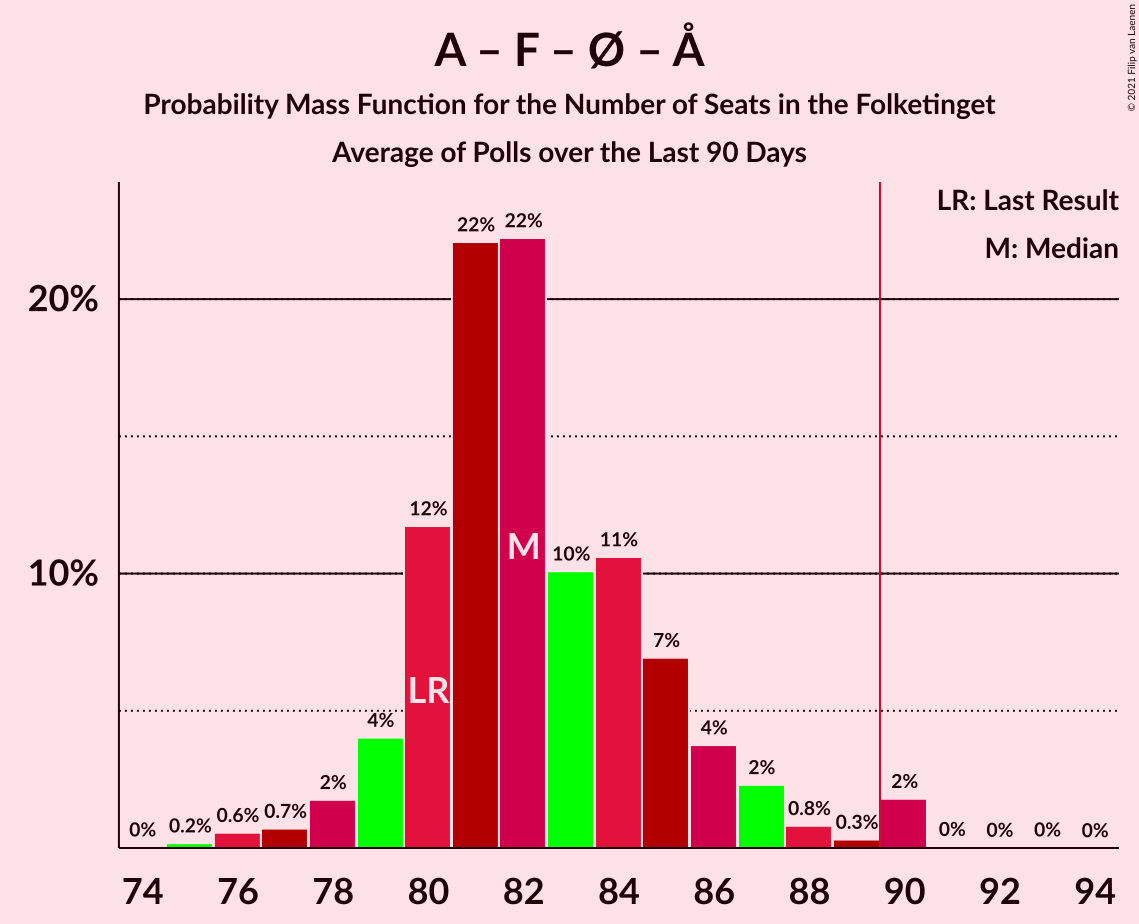 A – F – Ø – Å
Probability Mass Function for the Number of Seats in the Folketinget
Average of Polls over the Last 90 Days
© 2021 Filip van Laenen
LR: Last Result
M: Median
20%
10%
0%
0.2%
0.6%
0.7%
2%
4%
12%
22%
22%
10%
11%
7%
4%
2%
0.8%
0.3%
2%
0%
0%
0%
0%
LR
M
74 76 78 80 82 84 86 88 90 92 94